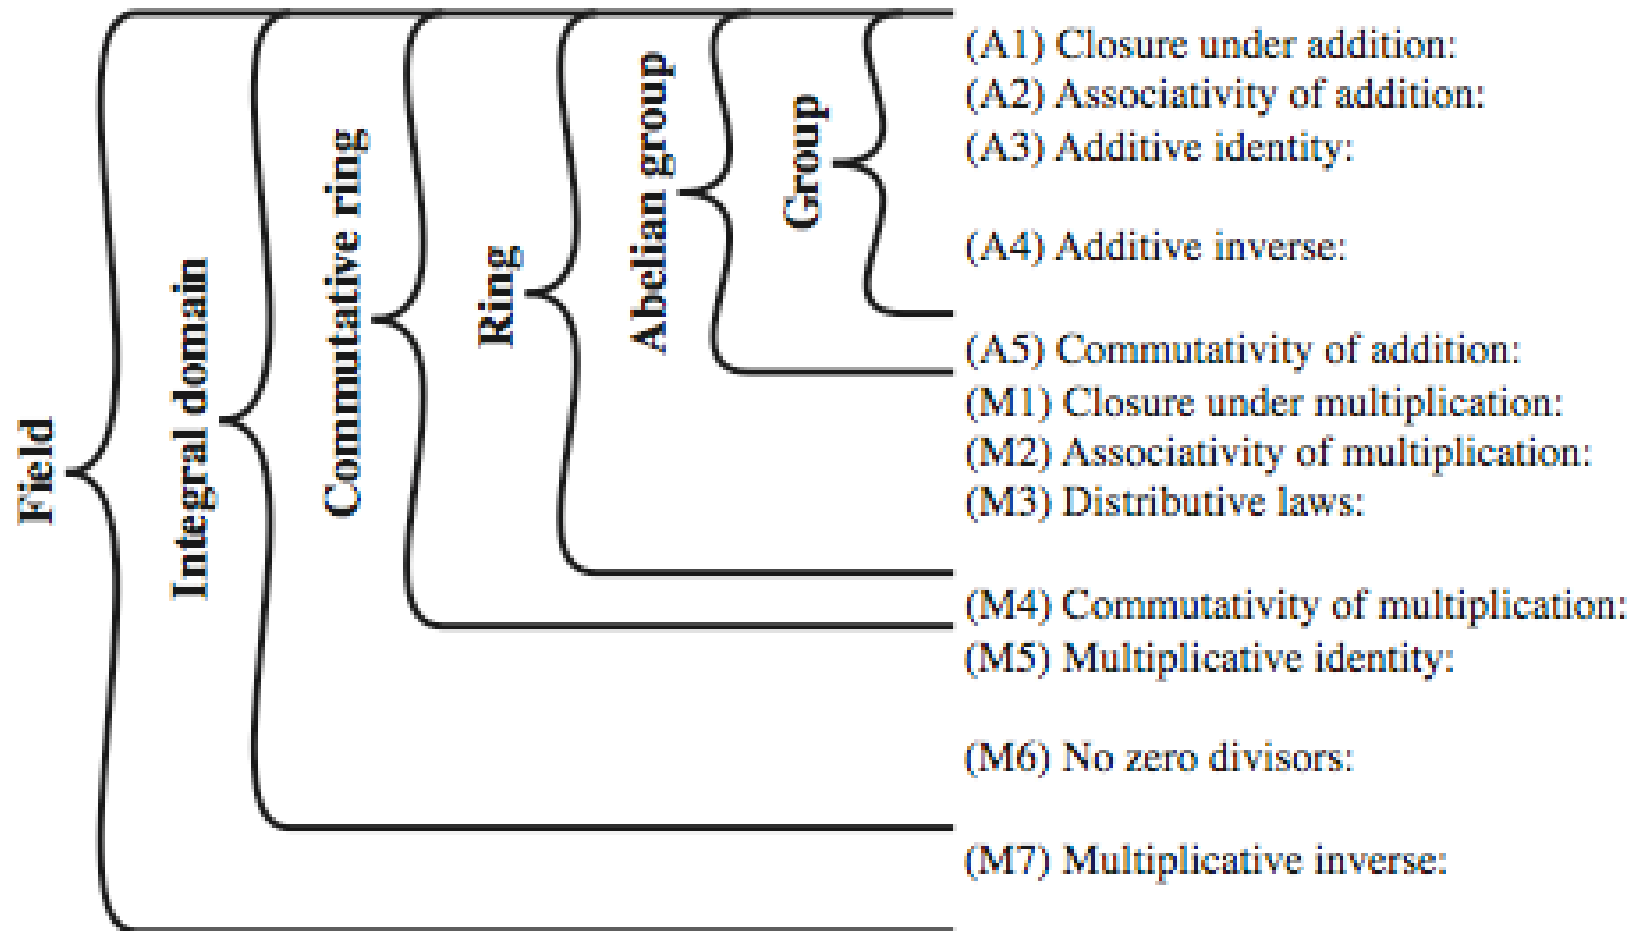 Field
Integral domain
Commutative ring
Ring
Abelian group
Group
(A1) Closure under addition:
(A2) Associativity of addition:
(A3) Additive identity:
(A4) Additive inverse:
(A5) Commutativity of addition:
(M1) Closure under multiplication:
(M2) Associativity of multiplication:
(M3) Distributive laws:
(M4) Commutativity of multiplication:
(M5) Multiplicative identity:
(M6) No zero divisors:
(M7) Multiplicative inverse: